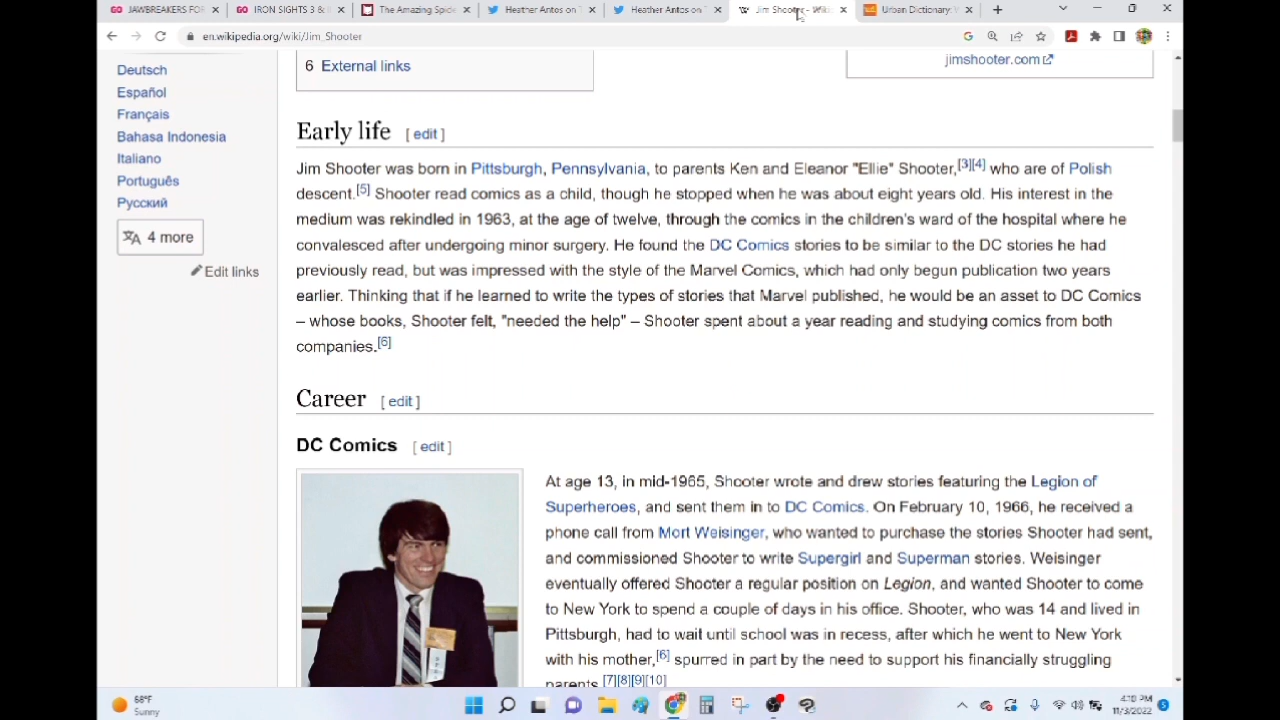 JAWBREAKERS FOR
IRON SIGHTS 3 &
The Amazing Spide
Heather Antos on T
Heather Antos on T
Jim Shooter - Wiki
Urban Dictionary:
en.wikipedia.org/wiki/Jim_Shooter
Deutsch
Español
Français
Bahasa Indonesia
Italiano
Português
Русский
4 more
Edit links
6 External links
jimshooter.com
Early life [ edit ]
Jim Shooter was born in Pittsburgh, Pennsylvania, to parents Ken and Eleanor "Ellie" Shooter,[3][4] who are of Polish
descent.[5] Shooter read comics as a child, though he stopped when he was about eight years old. His interest in the
medium was rekindled in 1963, at the age of twelve, through the comics in the children's ward of the hospital where he
convalesced after undergoing minor surgery. He found the DC Comics stories to be similar to the DC stories he had
previously read, but was impressed with the style of the Marvel Comics, which had only begun publication two years
earlier. Thinking that if he learned to write the types of stories that Marvel published, he would be an asset to DC Comics
– whose books, Shooter felt, "needed the help" – Shooter spent about a year reading and studying comics from both
companies.[6]
Career [ edit ]
DC Comics [ edit ]
At age 13, in mid-1965, Shooter wrote and drew stories featuring the Legion of
Superheroes, and sent them in to DC Comics. On February 10, 1966, he received a
phone call from Mort Weisinger, who wanted to purchase the stories Shooter had sent,
and commissioned Shooter to write Supergirl and Superman stories. Weisinger
eventually offered Shooter a regular position on Legion, and wanted Shooter to come
to New York to spend a couple of days in his office. Shooter, who was 14 and lived in
Pittsburgh, had to wait until school was in recess, after which he went to New York
with his mother,[6] spurred in part by the need to support his financially struggling
parents.[7][8][9][10]
68°F
Sunny
4:10 PM
11/3/2022